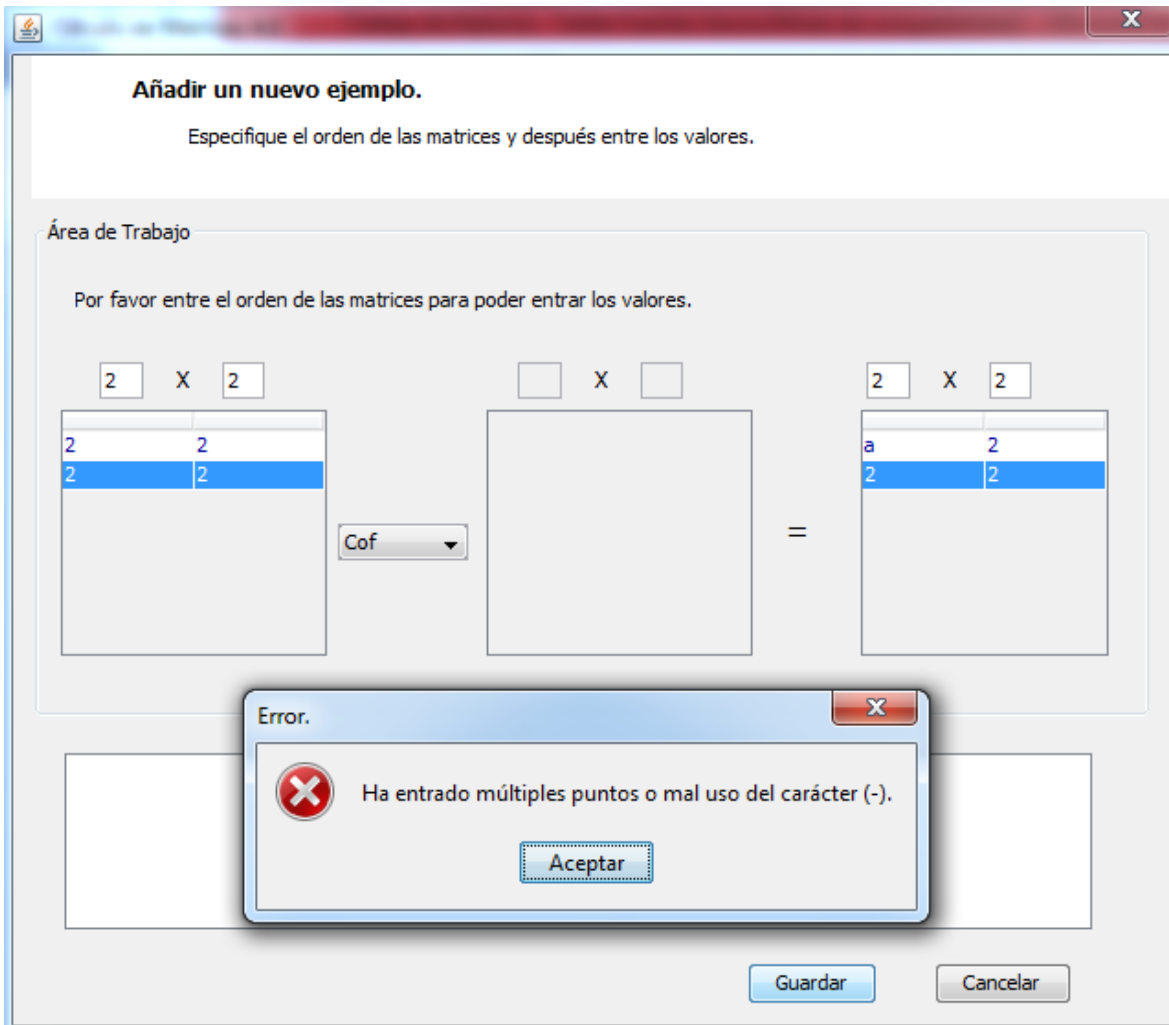 X
Añadir un nuevo ejemplo.
Especifique el orden de las matrices y después entre los valores.
Área de Trabajo
Por favor entre el orden de las matrices para poder entrar los valores.
2 X 2 X 2 X 2
2 2 a 2
2 2 2 2
Cof =
Error.
Ha entrado múltiples puntos o mal uso del carácter (-).
Aceptar
Guardar Cancelar